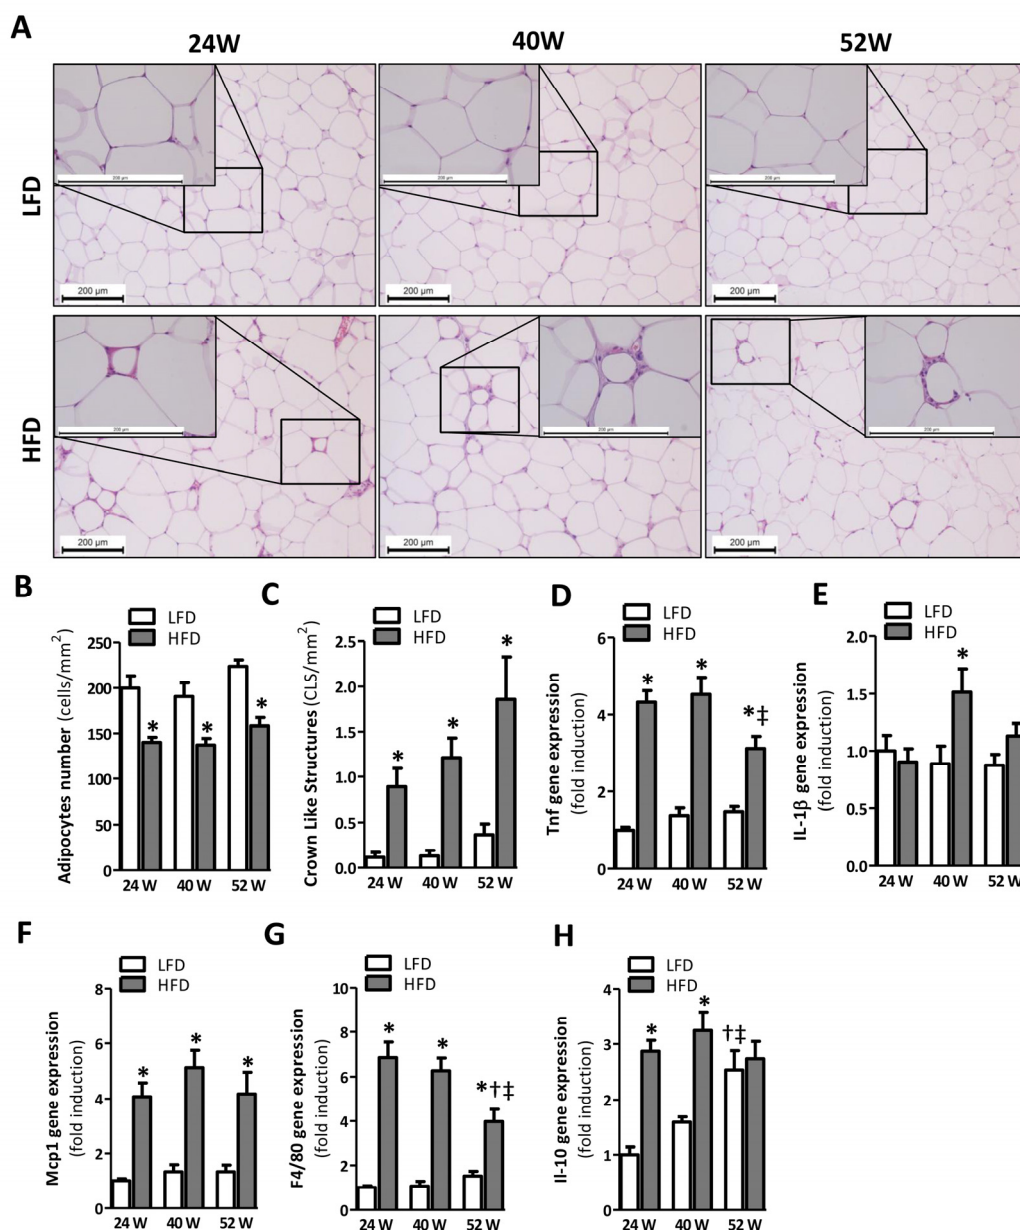 A
24W 40W 52W
LFD
200 µm
200 µm
200 µm
HFD
200 µm
200 µm
200 µm
B
LFD
HFD
Adipocytes number (cells/mm²)
250
200
150
100
50
0
* * *
24 W 40 W 52 W
C
LFD
HFD
Crown Like Structures (CLS/mm²)
2.5
2.0
1.5
1.0
0.5
0.0
* * *
24 W 40 W 52 W
D
LFD
HFD
Tnf gene expression
(fold induction)
6
4
2
0
* * *‡
24 W 40 W 52 W
E
LFD
HFD
IL-1β gene expression
(fold induction)
2.0
1.5
1.0
0.5
0.0
*
24 W 40 W 52 W
F
LFD
HFD
Mcp1 gene expression
(fold induction)
8
6
4
2
0
* * *
24 W 40 W 52 W
G
LFD
HFD
F4/80 gene expression
(fold induction)
10
8
6
4
2
0
* * *†‡
24 W 40 W 52 W
H
LFD
HFD
Il-10 gene expression
(fold induction)
4
3
2
1
0
* * †‡
24 W 40 W 52 W